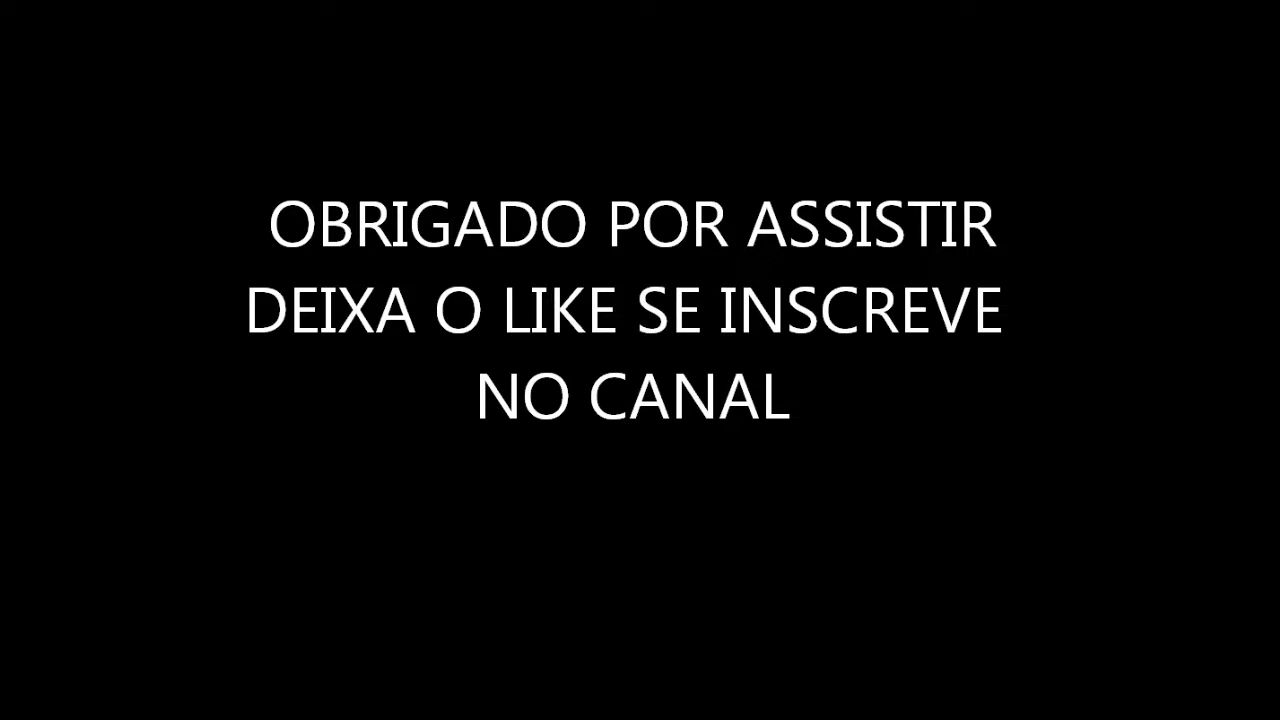 OBRIGADO POR ASSISTIR
DEIXA O LIKE SE INSCREVE
NO CANAL